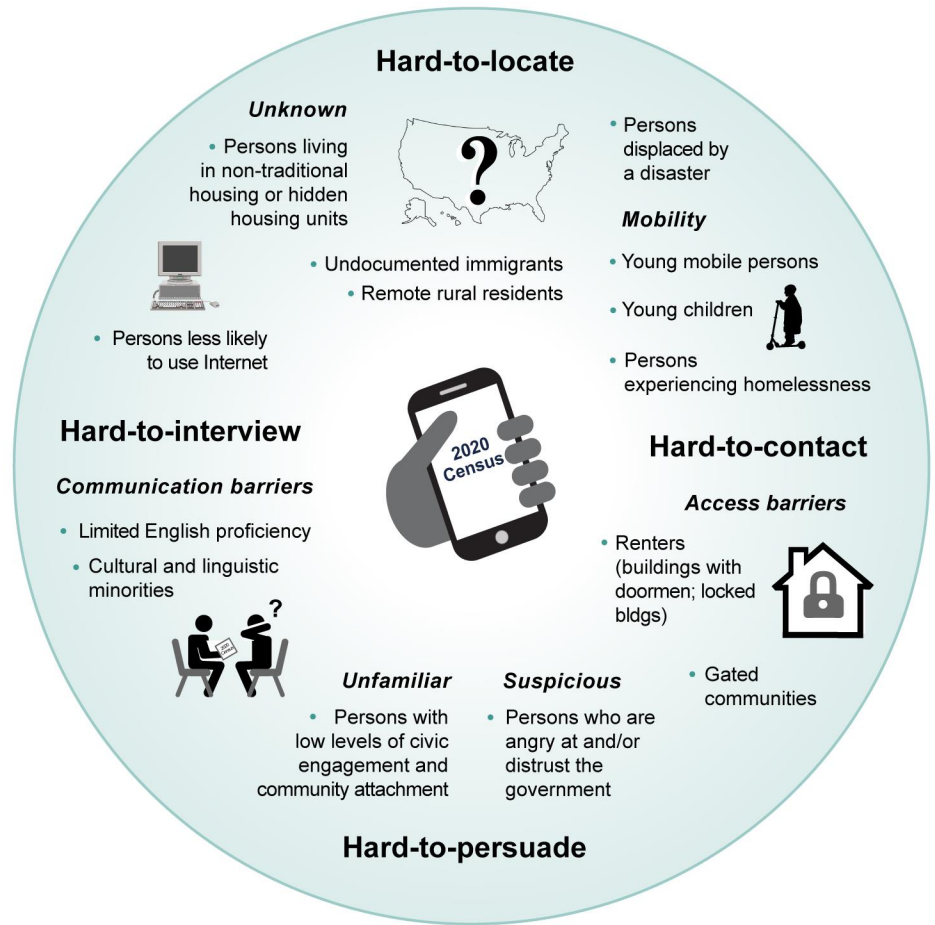 Hard-to-locate
Unknown
• Persons living
in non-traditional
housing or hidden
housing units
?
• Undocumented immigrants
• Remote rural residents
• Persons
displaced by
a disaster
Mobility
• Young mobile persons
• Young children
• Persons
experiencing homelessness
• Persons less likely
to use Internet
Hard-to-interview
Communication barriers
• Limited English proficiency
• Cultural and linguistic
minorities
?
2020
Census
2020
Census
Hard-to-contact
Access barriers
• Renters
(buildings with
doormen; locked
bldgs)
• Gated
communities
Unfamiliar
• Persons with
low levels of civic
engagement and
community attachment
Suspicious
• Persons who are
angry at and/or
distrust the
government
Hard-to-persuade